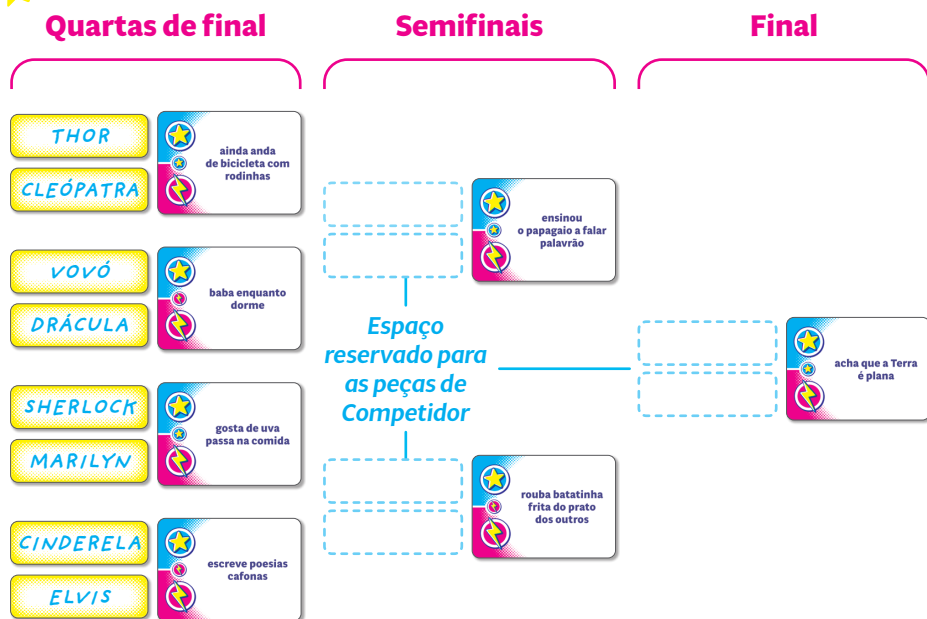 Quartas de final
Semifinais
Final
THOR
CLEÓPATRA
ainda anda
de bicicleta com
rodinhas
VOVÓ
DRÁCULA
baba enquanto
dorme
SHERLOCK
MARILYN
gosta de uva
passa na comida
CINDERELA
ELVIS
escreve poesias
cafonas
ensinou
o papagaio a falar
palavrão
Espaço
reservado para
as peças de
Competidor
rouba batatinha
frita do prato
dos outros
acha que a Terra
é plana